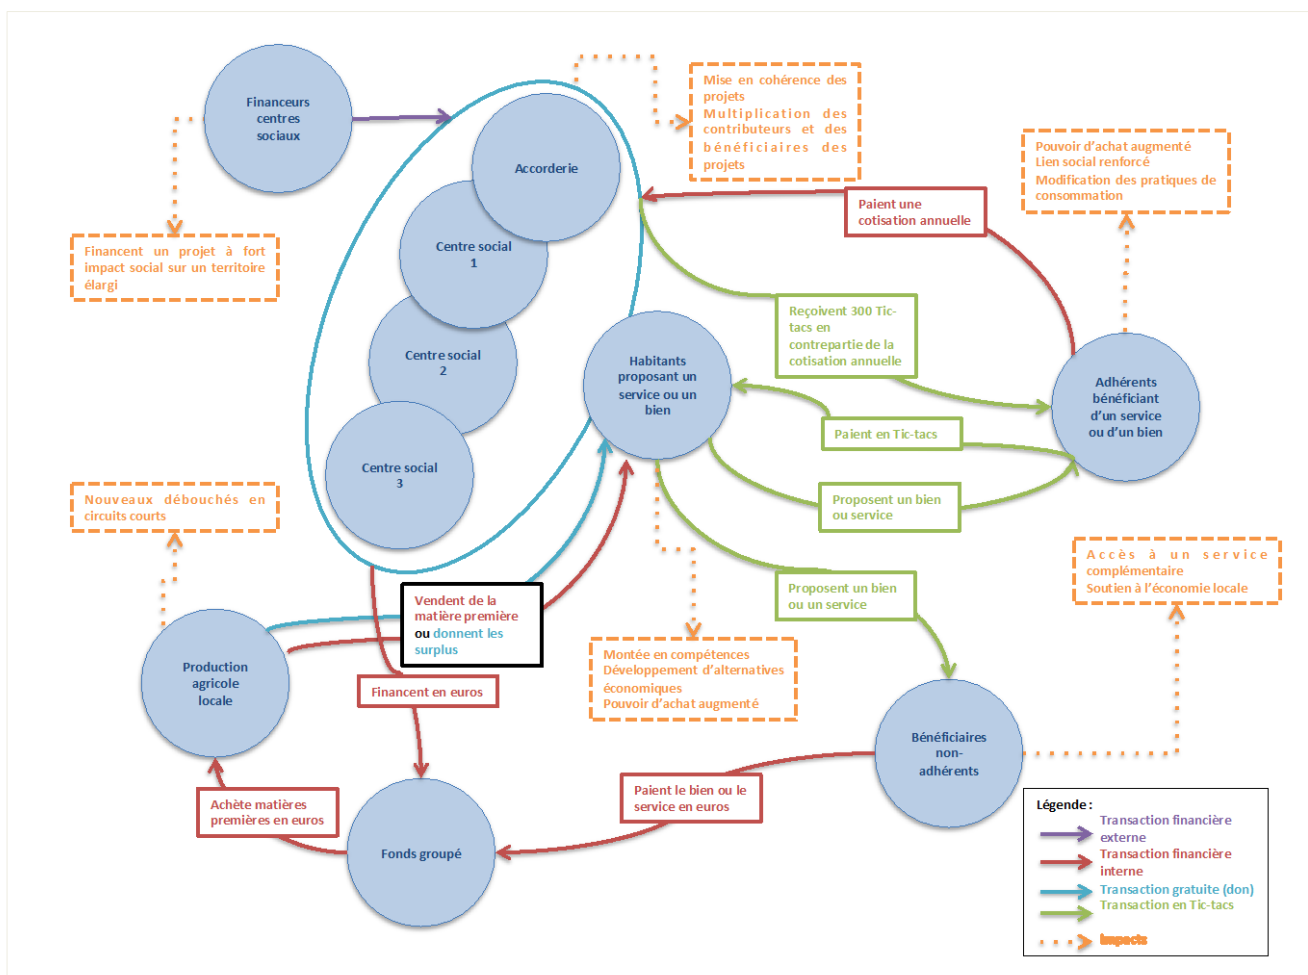 Financeurs
centres
sociaux
Accorderie
Centre social
1
Centre social
2
Centre social
3
Mise en cohérence des
projets
Multiplication des
contributeurs et des
bénéficiaires des
projets
Pouvoir d’achat augmenté
Lien social renforcé
Modification des pratiques de
consommation
Paient une
cotisation annuelle
Financent un projet à fort
impact social sur un territoire
élargi
Reçoivent 300 Tic-
tacs en
contrepartie de la
cotisation annuelle
Habitants
proposant un
service ou un
bien
Adhérents
bénéficiant
d’un service
ou d’un bien
Paient en Tic-tacs
Proposent un bien
ou service
Nouveaux débouchés en
circuits courts
Accès à un service
complémentaire
Soutien à l’économie locale
Vendent de la
matière première
ou donnent les
surplus
Proposent un bien
ou un service
Montée en compétences
Développement d’alternatives
économiques
Pouvoir d’achat augmenté
Production
agricole
locale
Financent en euros
Bénéficiaires
non-
adhérents
Achète matières
premières en euros
Paient le bien ou le
service en euros
Fonds groupé
Légende :
Transaction financière
externe
Transaction financière
interne
Transaction gratuite (don)
Transaction en Tic-tacs
Impacts